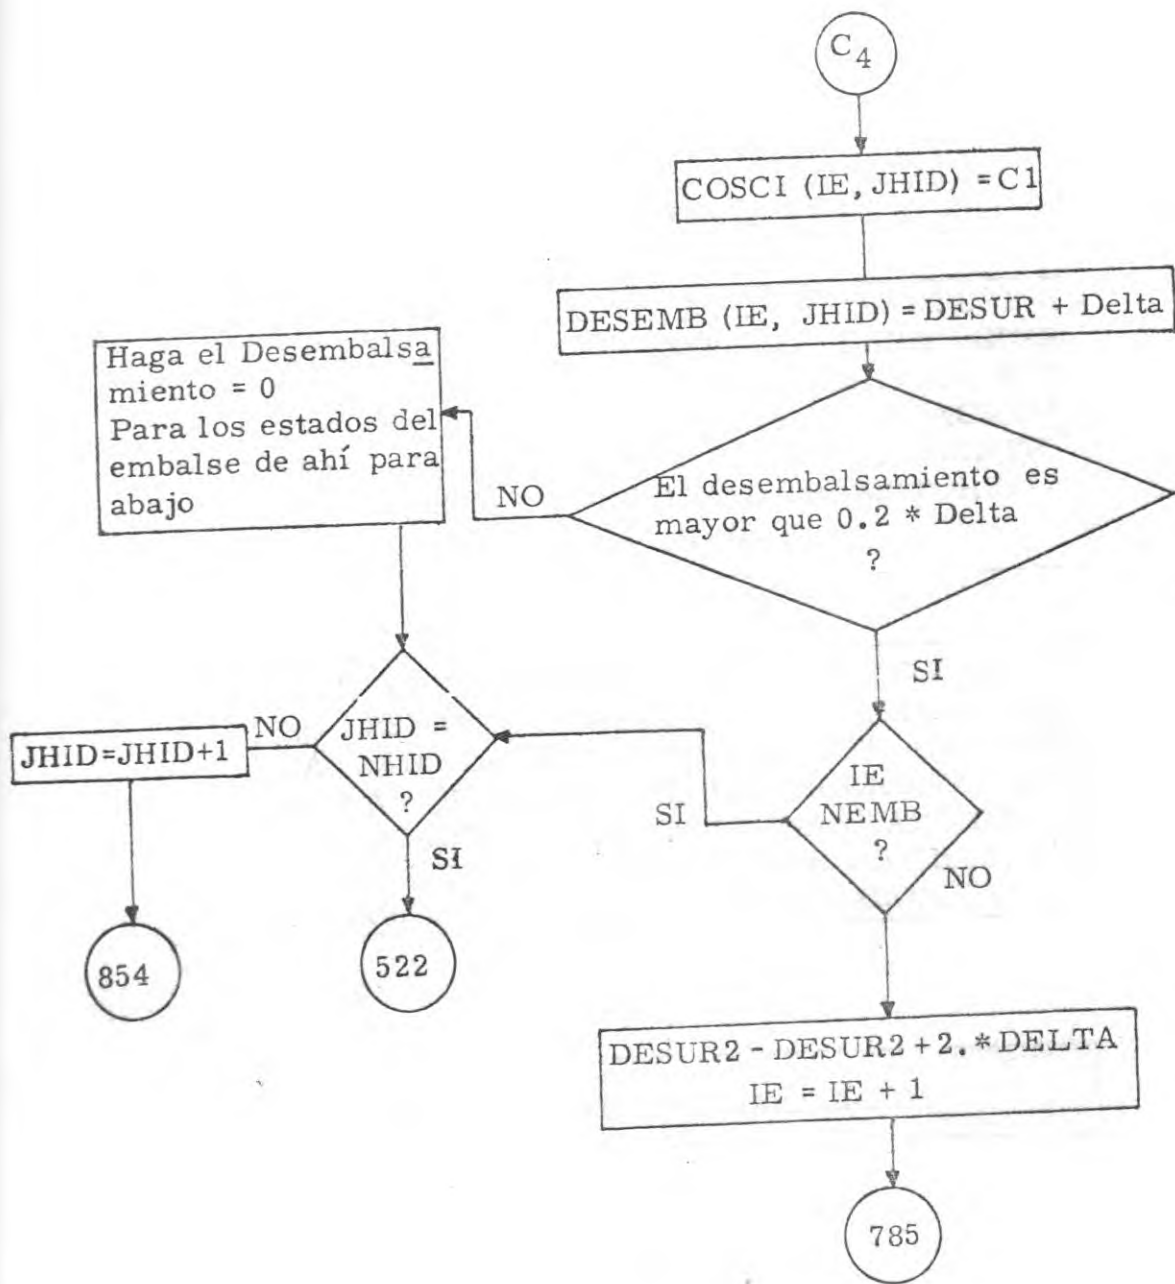 C4
COSCI (IE, JHID) = C1
DESEMB (IE, JHID) = DESUR + Delta
Haga el Desembalsa
miento = 0
Para los estados del
embalse de ahí para
abajo
NO
El desembalsamiento es
mayor que 0.2 * Delta
?
SI
JHID=JHID+1
NO
JHID =
NHID
?
SI
SI
IE
NEMB
?
NO
854
522
DESUR2 - DESUR2 + 2. * DELTA
IE = IE + 1
785